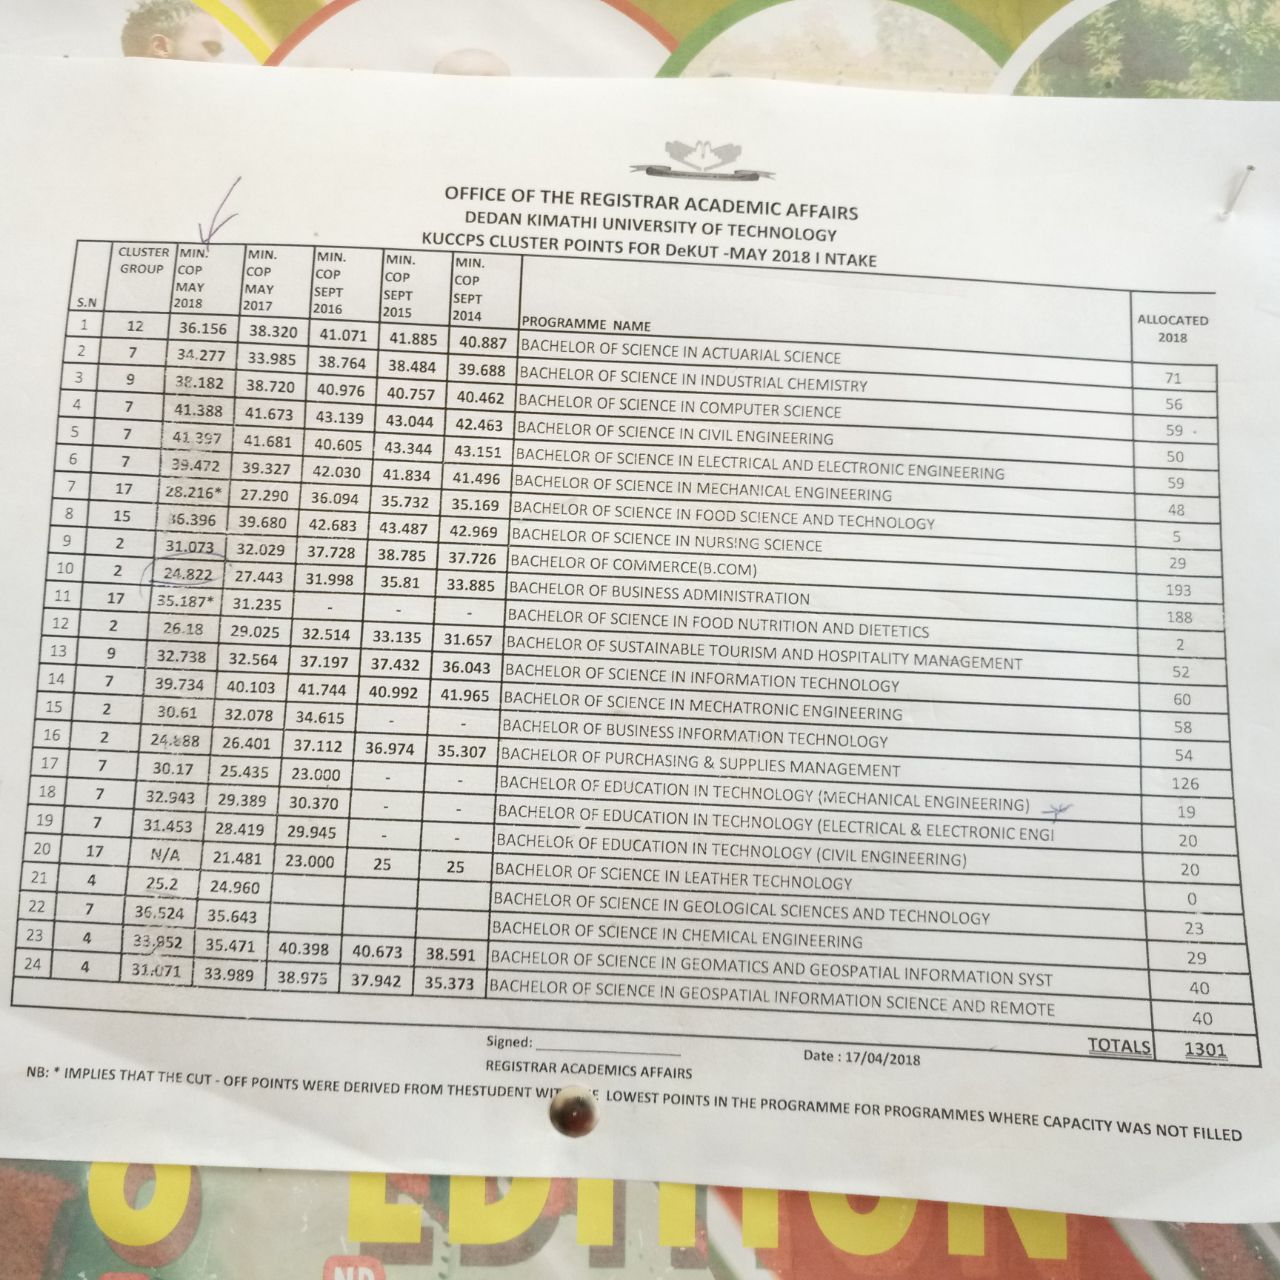 OFFICE OF THE REGISTRAR ACADEMIC AFFAIRS
DEDAN KIMATHI UNIVERSITY OF TECHNOLOGY
KUCCPS CLUSTER POINTS FOR DeKUT -MAY 2018 I NTAKE
S.N CLUSTER GROUP MIN. COP MAY 2018 MIN. COP MAY 2017 MIN. COP SEPT 2016 MIN. COP SEPT 2015 MIN. COP SEPT 2014 PROGRAMME NAME ALLOCATED 2018
1 12 36.156 38.320 41.071 41.885 40.887 BACHELOR OF SCIENCE IN ACTUARIAL SCIENCE 71
2 7 34.277 33.985 38.764 38.484 39.688 BACHELOR OF SCIENCE IN INDUSTRIAL CHEMISTRY 56
3 9 38.182 38.720 40.976 40.757 40.462 BACHELOR OF SCIENCE IN COMPUTER SCIENCE 59
4 7 41.388 41.673 43.139 43.044 42.463 BACHELOR OF SCIENCE IN CIVIL ENGINEERING 50
5 7 41.397 41.681 40.605 43.344 43.151 BACHELOR OF SCIENCE IN ELECTRICAL AND ELECTRONIC ENGINEERING 59
6 7 39.472 39.327 42.030 41.834 41.496 BACHELOR OF SCIENCE IN MECHANICAL ENGINEERING 48
7 17 28.216* 27.290 36.094 35.732 35.169 BACHELOR OF SCIENCE IN FOOD SCIENCE AND TECHNOLOGY 5
8 15 36.396 39.680 42.683 43.487 42.969 BACHELOR OF SCIENCE IN NURSING SCIENCE 29
9 2 31.073 32.029 37.728 38.785 37.726 BACHELOR OF COMMERCE(B.COM) 193
10 2 24.822 27.443 31.998 35.81 33.885 BACHELOR OF BUSINESS ADMINISTRATION 188
11 17 35.187* 31.235 - - - BACHELOR OF SCIENCE IN FOOD NUTRITION AND DIETETICS 2
12 2 26.18 29.025 32.514 33.135 31.657 BACHELOR OF SUSTAINABLE TOURISM AND HOSPITALITY MANAGEMENT 52
13 9 32.738 32.564 37.197 37.432 36.043 BACHELOR OF SCIENCE IN INFORMATION TECHNOLOGY 60
14 7 39.734 40.103 41.744 40.992 41.965 BACHELOR OF SCIENCE IN MECHATRONIC ENGINEERING 58
15 2 30.61 32.078 34.615 - - BACHELOR OF BUSINESS INFORMATION TECHNOLOGY 54
16 2 26.401 37.112 36.974 35.307 BACHELOR OF PURCHASING & SUPPLIES MANAGEMENT 126
17 7 30.17 25.435 23.000 - - BACHELOR OF EDUCATION IN TECHNOLOGY (MECHANICAL ENGINEERING) 19
18 7 32.943 29.389 30.370 - - BACHELOR OF EDUCATION IN TECHNOLOGY (ELECTRICAL & ELECTRONIC ENGI 20
19 7 31.453 28.419 29.945 - - BACHELOR OF EDUCATION IN TECHNOLOGY (CIVIL ENGINEERING) 20
20 17 N/A 21.481 23.000 25 25 BACHELOR OF SCIENCE IN LEATHER TECHNOLOGY 0
21 4 25.2 24.960 BACHELOR OF SCIENCE IN GEOLOGICAL SCIENCES AND TECHNOLOGY 23
22 7 36.524 35.643 BACHELOR OF SCIENCE IN CHEMICAL ENGINEERING 29
23 4 33.952 35.471 40.398 40.673 38.591 BACHELOR OF SCIENCE IN GEOMATICS AND GEOSPATIAL INFORMATION SYST 40
24 4 31.071 33.989 38.975 37.942 35.373 BACHELOR OF SCIENCE IN GEOSPATIAL INFORMATION SCIENCE AND REMOTE 40
TOTALS 1301
Signed: Date : 17/04/2018
REGISTRAR ACADEMICS AFFAIRS
NB: * IMPLIES THAT THE CUT - OFF POINTS WERE DERIVED FROM THESTUDENT LOWEST POINTS IN THE PROGRAMME FOR PROGRAMMES WHERE CAPACITY WAS NOT FILLED
EDITION
ND